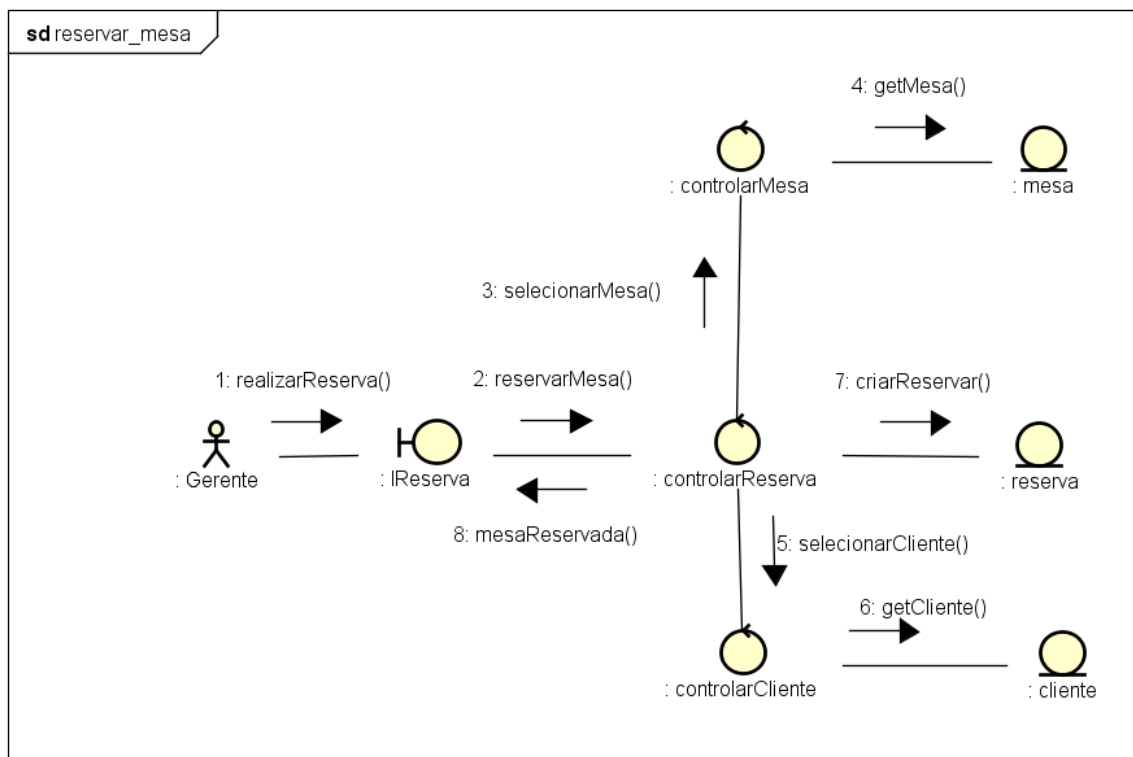 sd reservar_mesa
4: getMesa()
: controlarMesa
: mesa
3: selecionarMesa()
1: realizarReserva()
2: reservarMesa()
7: criarReservar()
: Gerente
: IReserva
: controlarReserva
: reserva
8: mesaReservada()
5: selecionarCliente()
6: getCliente()
: controlarCliente
: cliente